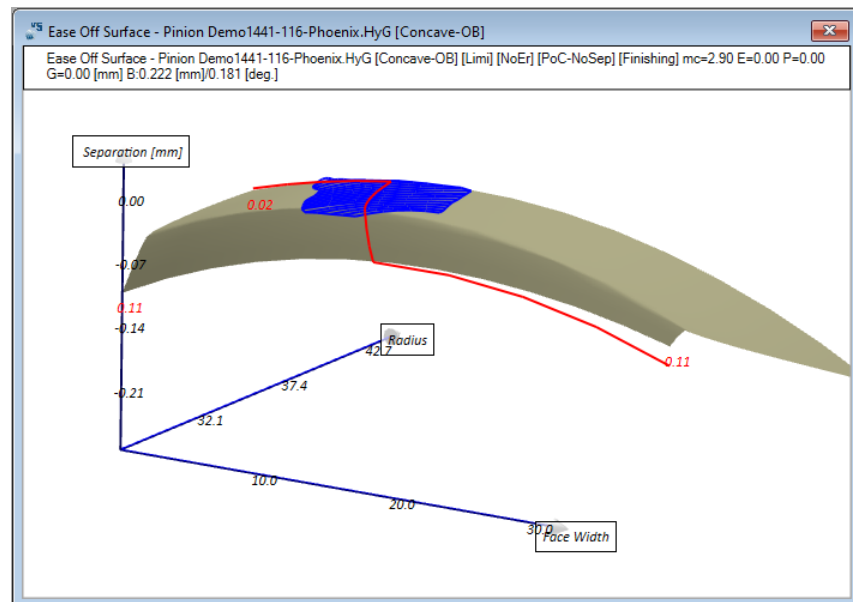 Ease Off Surface - Pinion Demo1441-116-Phoenix.HyG [Concave-OB]
Ease Off Surface - Pinion Demo1441-116-Phoenix.HyG [Concave-OB] [Limi] [NoEr] [PoC-NoSep] [Finishing] mc=2.90 E=0.00 P=0.00
G=0.00 [mm] B:0.222 [mm]/0.181 [deg.]
Separation [mm]
0.00
0.02
-0.07
0.11
-0.14
Radius
42.7
0.11
37.4
-0.21
32.1
10.0
20.0
30.0
Face Width